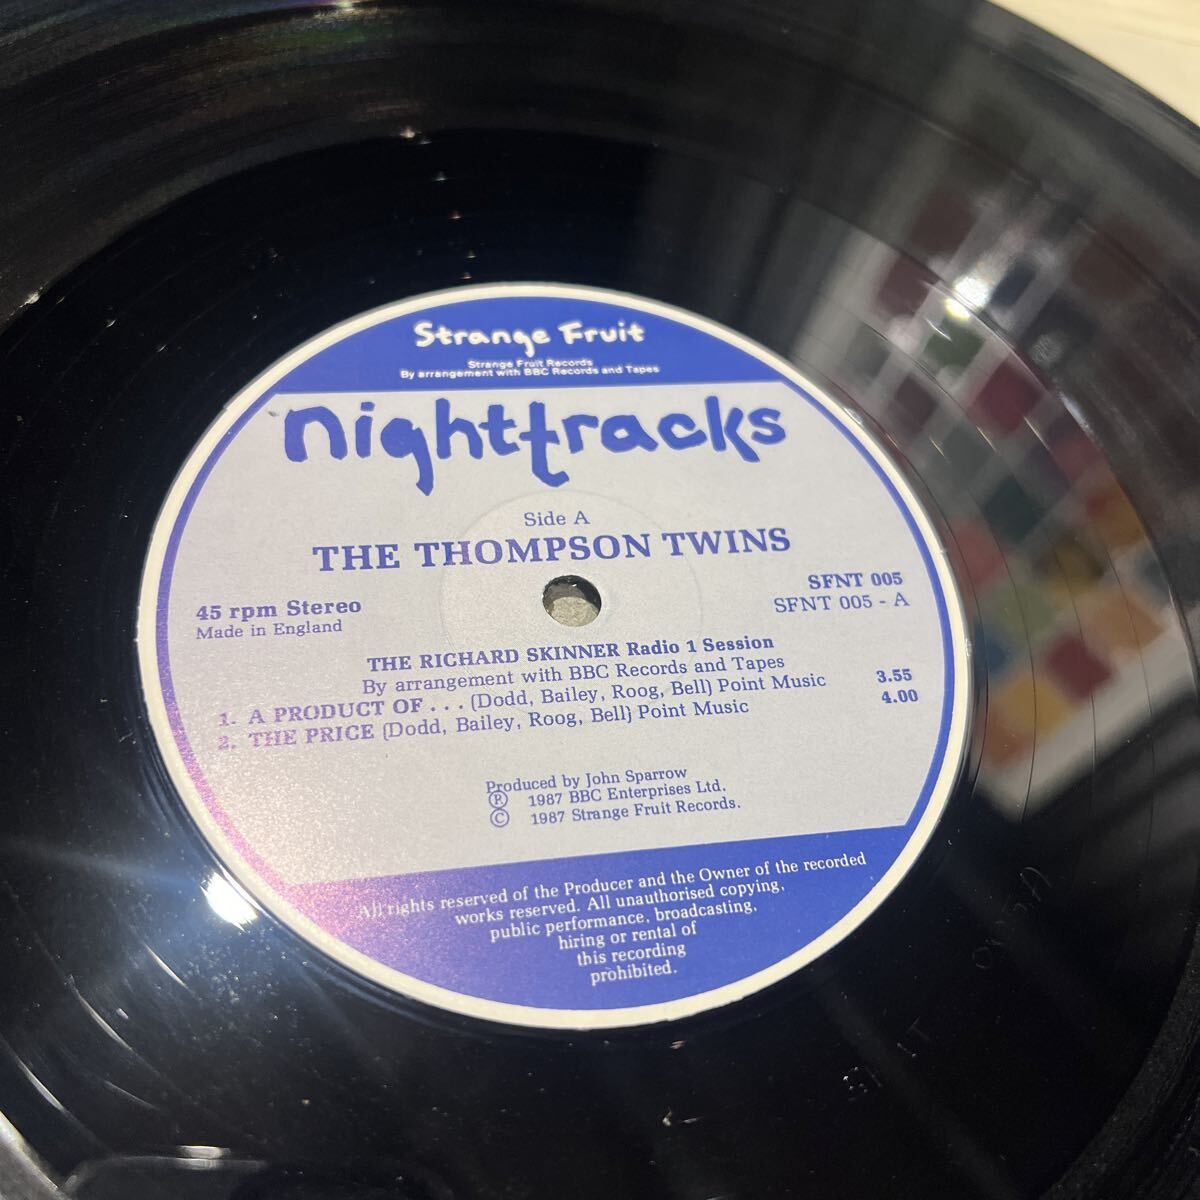 Strange Fruit
Strange Fruit Records
By arrangement with BBC Records and Tapes
nighttracks
Side A
THE THOMPSON TWINS
45 rpm Stereo
Made in England
SFNT 005
SFNT 005 - A
THE RICHARD SKINNER Radio 1 Session
By arrangement with BBC Records and Tapes
1. A PRODUCT OF . . . (Dodd, Bailey, Roog, Bell) Point Music 3.55
2. THE PRICE (Dodd, Bailey, Roog, Bell) Point Music 4.00
Produced by John Sparrow
Ⓟ 1987 BBC Enterprises Ltd.
© 1987 Strange Fruit Records.
All rights reserved of the Producer and the Owner of the recorded
works reserved. All unauthorised copying,
public performance, broadcasting,
hiring or rental of
this recording
prohibited.